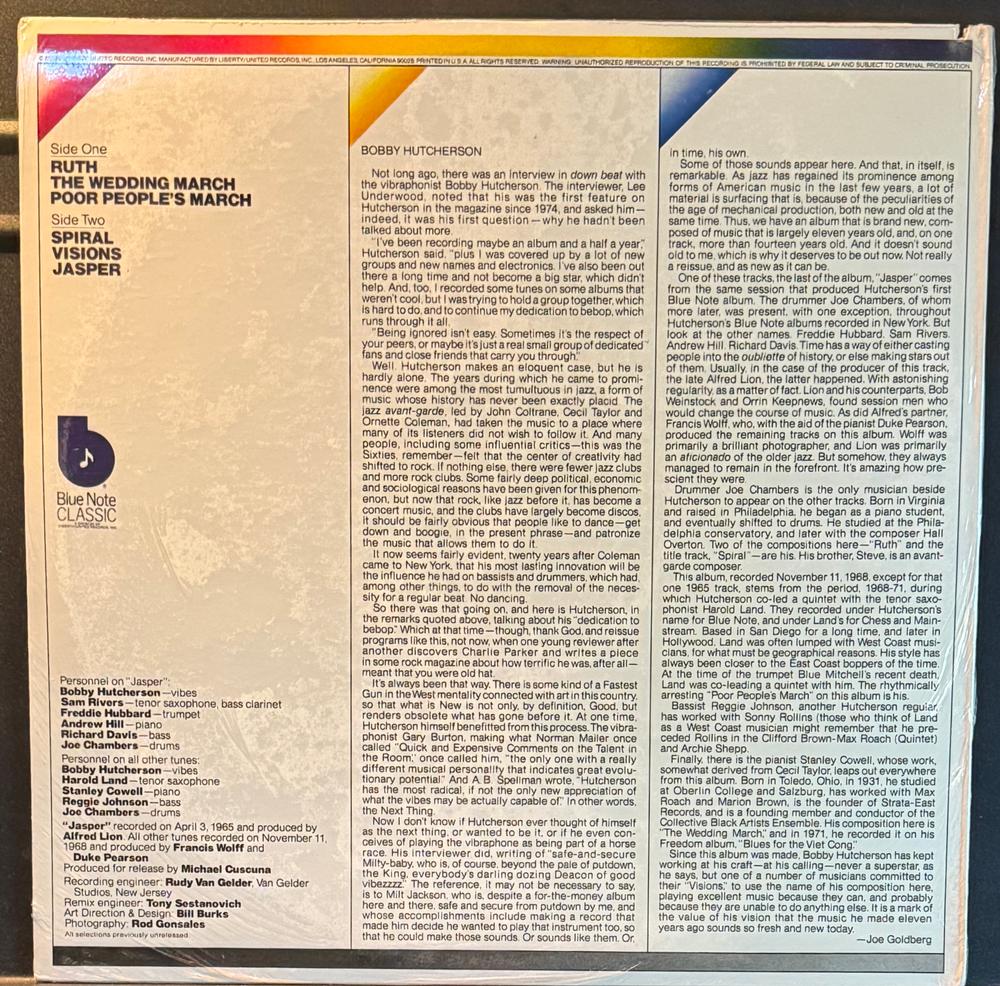 UNITED RECORDS, INC. MANUFACTURED BY LIBERTY/UNITED RECORDS, INC., LOS ANGELES, CALIFORNIA 90028 PRINTED IN U.S.A. ALL RIGHTS RESERVED. WARNING: UNAUTHORIZED REPRODUCTION OF THIS RECORDING IS PROHIBITED BY FEDERAL LAW AND SUBJECT TO CRIMINAL PROSECUTION
Side One
RUTH
THE WEDDING MARCH
POOR PEOPLE'S MARCH
Side Two
SPIRAL
VISIONS
JASPER
b
Blue Note
CLASSIC
Personnel on "Jasper":
Bobby Hutcherson—vibes
Sam Rivers—tenor saxophone, bass clarinet
Freddie Hubbard—trumpet
Andrew Hill—piano
Richard Davis—bass
Joe Chambers—drums
Personnel on all other tunes:
Bobby Hutcherson—vibes
Harold Land—tenor saxophone
Stanley Cowell—piano
Reggie Johnson—bass
Joe Chambers—drums
"Jasper" recorded on April 3, 1965 and produced by
Alfred Lion. All other tunes recorded on November 11,
1968 and produced by Francis Wolff and
Duke Pearson
Produced for release by Michael Cuscuna
Recording engineer: Rudy Van Gelder, Van Gelder
Studios, New Jersey
Remix engineer: Tony Sestanovich
Art Direction & Design: Bill Burks
Photography: Rod Gonsales
All selections previously unreleased
BOBBY HUTCHERSON
Not long ago, there was an interview in down beat with
the vibraphonist Bobby Hutcherson. The interviewer, Lee
Underwood, noted that his was the first feature on
Hutcherson in the magazine since 1974, and asked him—
indeed, it was his first question—why he hadn't been
talked about more.
"I've been recording maybe an album and a half a year,"
Hutcherson said, "plus I was covered up by a lot of new
groups and new names and electronics. I've also been out
there a long time and not become a big star, which didn't
help. And, too, I recorded some tunes on some albums that
weren't cool, but I was trying to hold a group together, which
is hard to do, and to continue my dedication to bebop, which
runs through it all.
"Being ignored isn't easy. Sometimes it's the respect of
your peers, or maybe it's just a real small group of dedicated
fans and close friends that carry you through."
Well. Hutcherson makes an eloquent case, but he is
hardly alone. The years during which he came to promi-
nence were among the most tumultuous in jazz, a form of
music whose history has never been exactly placid. The
jazz avant-garde, led by John Coltrane, Cecil Taylor and
Ornette Coleman, had taken the music to a place where
many of its listeners did not wish to follow it. And many
people, including some influential critics—this was the
Sixties, remember—felt that the center of creativity had
shifted to rock. If nothing else, there were fewer jazz clubs
and more rock clubs. Some fairly deep political, economic
and sociological reasons have been given for this phenom-
enon, but now that rock, like jazz before it, has become a
concert music, and the clubs have largely become discos,
it should be fairly obvious that people like to dance—get
down and boogie, in the present phrase—and patronize
the music that allows them to do it.
It now seems fairly evident, twenty years after Coleman
came to New York, that his most lasting innovation will be
the influence he had on bassists and drummers, which had,
among other things, to do with the removal of the neces-
sity for a regular beat. No dancing.
So there was that going on, and here is Hutcherson, in
the remarks quoted above, talking about his "dedication to
bebop." Which at that time—though, thank God, and reissue
programs like this, not now, when one young reviewer after
another discovers Charlie Parker and writes a piece
in some rock magazine about how terrific he was, after all—
meant that you were old hat.
It's always been that way. There is some kind of a Fastest
Gun in the West mentality connected with art in this country,
so that what is New is not only, by definition, Good, but
renders obsolete what has gone before it. At one time,
Hutcherson himself benefitted from this process. The vibra-
phonist Gary Burton, making what Norman Mailer once
called "Quick and Expensive Comments on the Talent in
the Room," once called him, "the only one with a really
different musical personality that indicates great evolu-
tionary potential." And A.B. Spellman wrote, "Hutcherson
has the most radical, if not the only new appreciation of
what the vibes may be actually capable of." In other words,
the Next Thing.
Now I don't know if Hutcherson ever thought of himself
as the next thing, or wanted to be it, or if he even con-
ceives of playing the vibraphone as being part of a horse
race. His interviewer did, writing of "safe-and-secure
Milty-baby, who is, of course, beyond the pale of putdown,
the King, everybody's darling dozing Deacon of good
vibezzzz." The reference, it may not be necessary to say,
is to Milt Jackson, who is, despite a for-the-money album
here and there, safe and secure from putdown by me, and
whose accomplishments include making a record that
made him decide he wanted to play that instrument too, so
that he could make those sounds. Or sounds like them. Or,
in time, his own.
Some of those sounds appear here. And that, in itself, is
remarkable. As jazz has regained its prominence among
forms of American music in the last few years, a lot of
material is surfacing that is, because of the peculiarities of
the age of mechanical production, both new and old at the
same time. Thus, we have an album that is brand new, com-
posed of music that is largely eleven years old, and, on one
track, more than fourteen years old. And it doesn't sound
old to me, which is why it deserves to be out now. Not really
a reissue, and as new as it can be.
One of these tracks, the last of the album, "Jasper" comes
from the same session that produced Hutcherson's first
Blue Note album. The drummer Joe Chambers, of whom
more later, was present, with one exception, throughout
Hutcherson's Blue Note albums recorded in New York. But
look at the other names. Freddie Hubbard. Sam Rivers.
Andrew Hill. Richard Davis. Time has a way of either casting
people into the oubliette of history, or else making stars out
of them. Usually, in the case of the producer of this track,
the late Alfred Lion, the latter happened. With astonishing
regularity, as a matter of fact. Lion and his counterparts, Bob
Weinstock and Orrin Keepnews, found session men who
would change the course of music. As did Alfred's partner,
Francis Wolff, who, with the aid of the pianist Duke Pearson,
produced the remaining tracks on this album. Wolff was
primarily a brilliant photographer, and Lion was primarily
an aficionado of the older jazz. But somehow, they always
managed to remain in the forefront. It's amazing how pre-
scient they were.
Drummer Joe Chambers is the only musician beside
Hutcherson to appear on the other tracks. Born in Virginia
and raised in Philadelphia, he began as a piano student,
and eventually shifted to drums. He studied at the Phila-
delphia conservatory, and later with the composer Hall
Overton. Two of the compositions here—"Ruth" and the
title track, "Spiral"—are his. His brother, Steve, is an avant-
garde composer.
This album, recorded November 11, 1968, except for that
one 1965 track, stems from the period, 1968-71, during
which Hutcherson co-led a quintet with the tenor saxo-
phonist Harold Land. They recorded under Hutcherson's
name for Blue Note, and under Land's for Chess and Main-
stream. Based in San Diego for a long time, and later in
Hollywood, Land was often lumped with West Coast musi-
cians, for what must be geographical reasons. His style has
always been closer to the East Coast boppers of the time.
At the time of the trumpet Blue Mitchell's recent death,
Land was co-leading a quintet with him. The rhythmically
arresting "Poor People's March" on this album is his.
Bassist Reggie Johnson, another Hutcherson regular,
has worked with Sonny Rollins (those who think of Land
as a West Coast musician might remember that he pre-
ceded Rollins in the Clifford Brown-Max Roach (Quintet)
and Archie Shepp.
Finally, there is the pianist Stanley Cowell, whose work,
somewhat derived from Cecil Taylor, leaps out everywhere
from this album. Born in Toledo, Ohio, in 1931, he studied
at Oberlin College and Salzburg, has worked with Max
Roach and Marion Brown, is the founder of Strata-East
Records, and is a founding member and conductor of the
Collective Black Artists Ensemble. His composition here is
"The Wedding March," and in 1971, he recorded it on his
Freedom album, "Blues for the Viet Cong."
Since this album was made, Bobby Hutcherson has kept
working at his craft—at his calling—never a superstar, as
he says, but one of a number of musicians committed to
their "Visions," to use the name of his composition here,
playing excellent music because they can, and probably
because they are unable to do anything else. It is a mark of
the value of his vision that the music he made eleven
years ago sounds so fresh and new today.
—Joe Goldberg